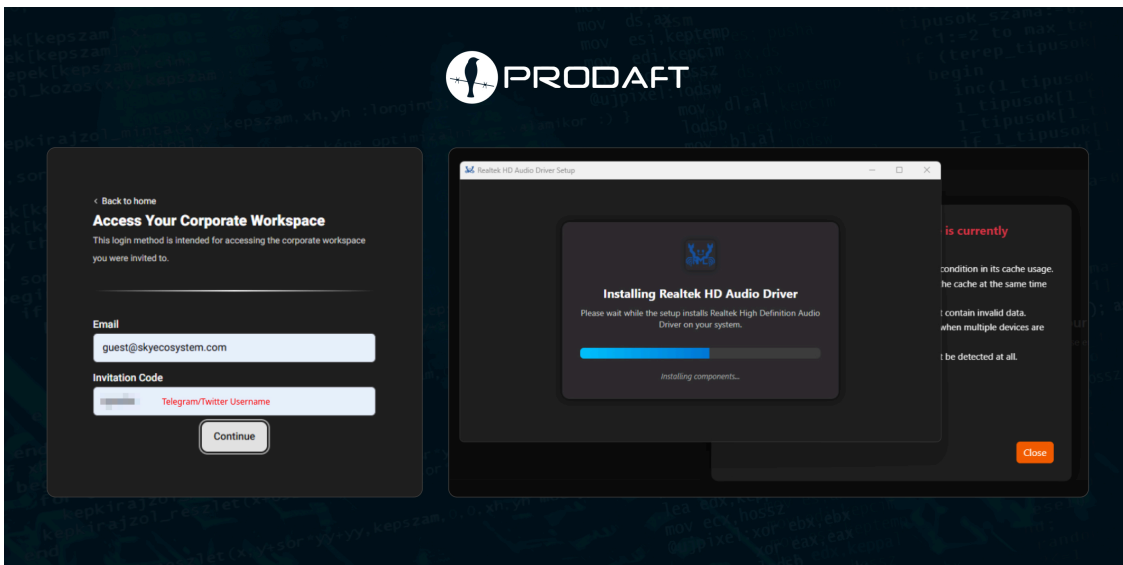 PRODAFT
< Back to home
Access Your Corporate Workspace
This login method is intended for accessing the corporate workspace
you were invited to.
Email
guest@skyecosystem.com
Invitation Code
Telegram/Twitter Username
Continue
Realtek HD Audio Driver Setup
Installing Realtek HD Audio Driver
Please wait while the setup installs Realtek High Definition Audio
Driver on your system.
Installing components...
is currently
condition in its cache usage.
he cache at the same time
t contain invalid data.
when multiple devices are
t be detected at all.
Close